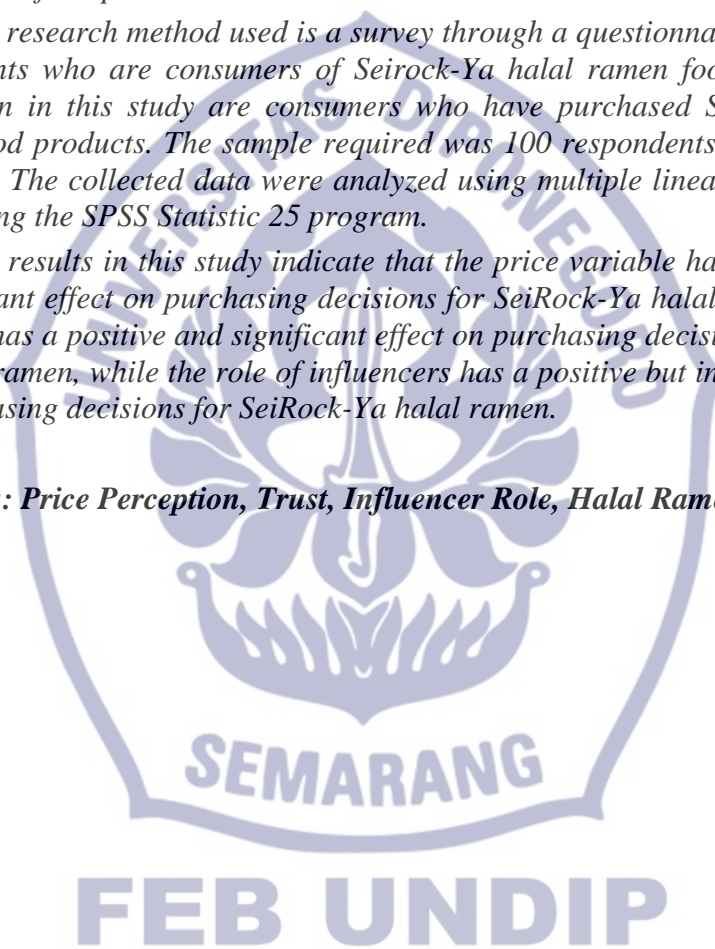 research method used is a survey through a questionna
nts who are consumers of Seirock-Ya halal ramen foo
n in this study are consumers who have purchased S
od products. The sample required was 100 respondents
The collected data were analyzed using multiple linea
ng the SPSS Statistic 25 program.
results in this study indicate that the price variable ha
ant effect on purchasing decisions for SeiRock-Ya halal
has a positive and significant effect on purchasing decisi
ramen, while the role of influencers has a positive but in
using decisions for SeiRock-Ya halal ramen.
: Price Perception, Trust, Influencer Role, Halal Ram
UNIVERSITAS DIPONEGORO
SEMARANG
FEB UNDIP